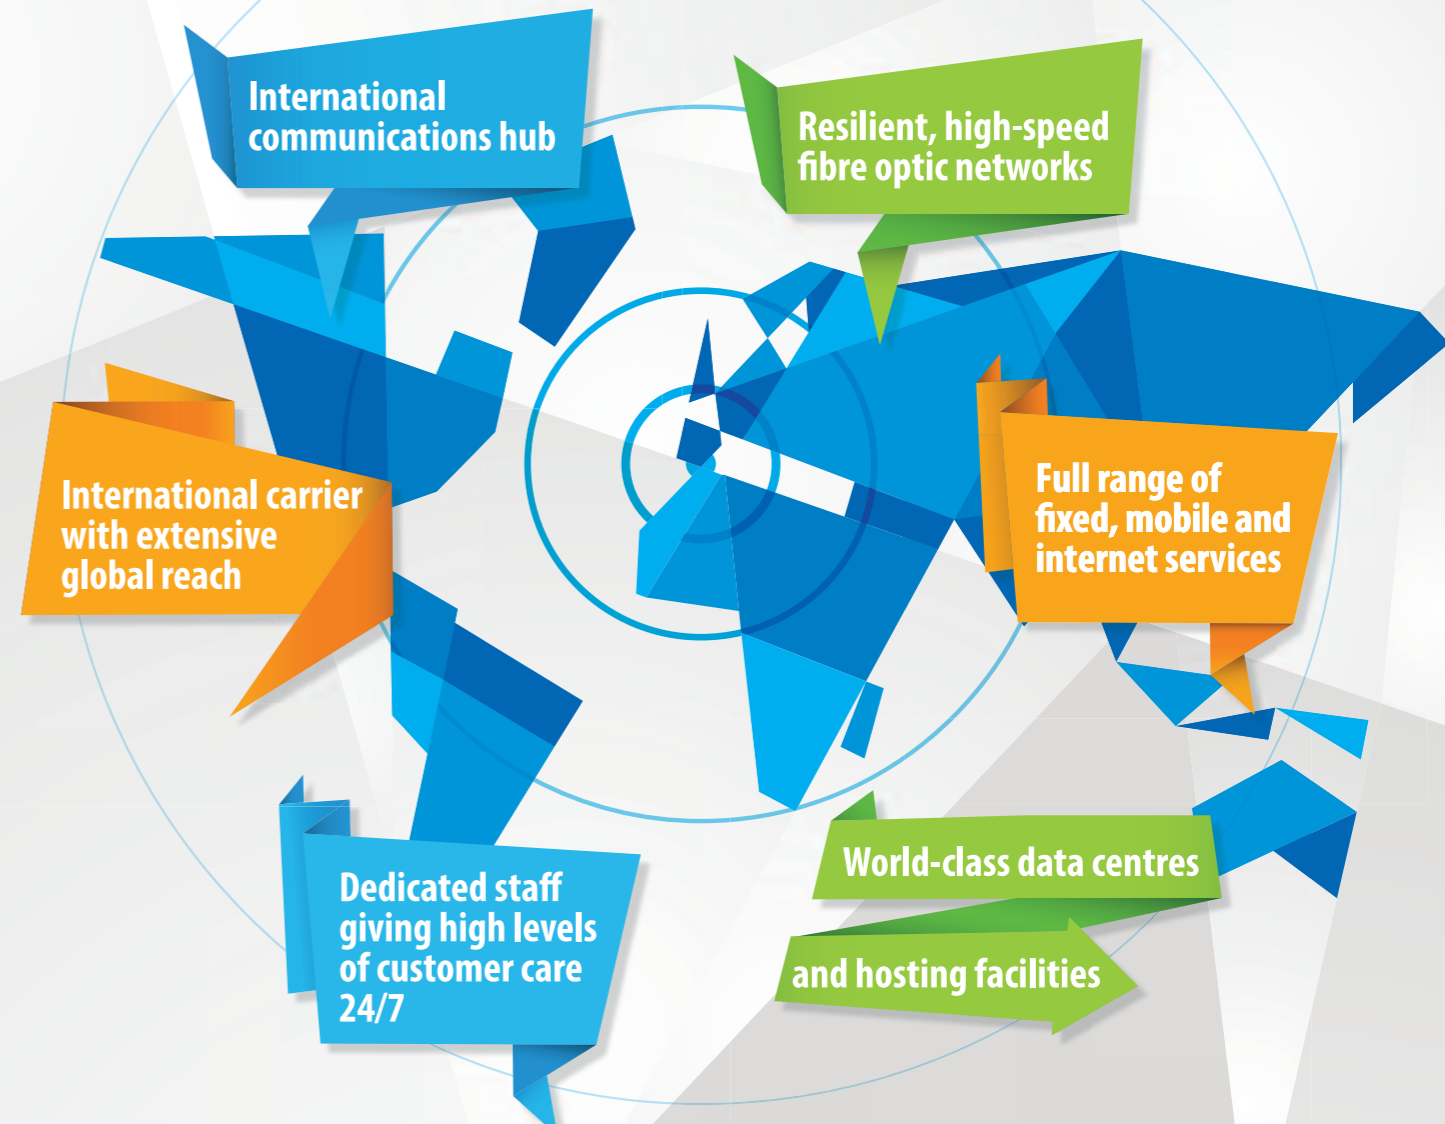 International
communications hub
Resilient, high-speed
fibre optic networks
International carrier
with extensive
global reach
Full range of
fixed, mobile and
internet services
Dedicated staff
giving high levels
of customer care
24/7
World-class data centres
and hosting facilities